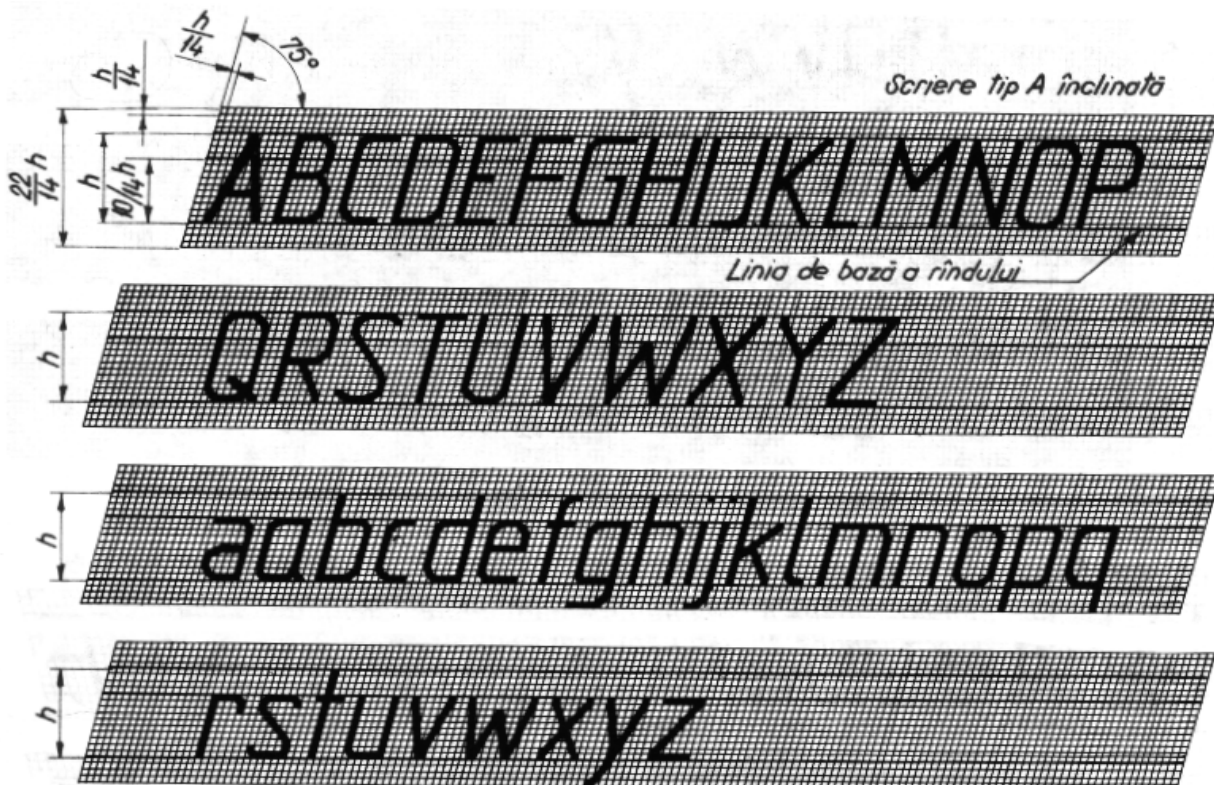 h/14
75°
h/14
Scriere tip A înclinată
22/14 h
h
10/14 h
ABCDEFGHIJKLMNOP
Linia de bază a rîndului
h
QRSTUVWXYZ
h
aabcdefghijklmnopq
h
rstuvwxyz